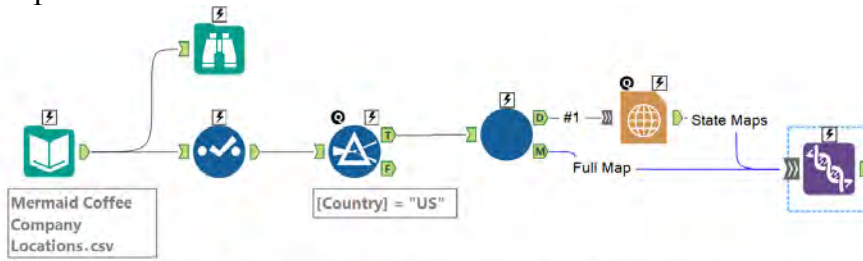 Q
Q
T
F
D
M
#1
State Maps
Full Map
Mermaid Coffee
Company
Locations.csv
[Country] = "US"